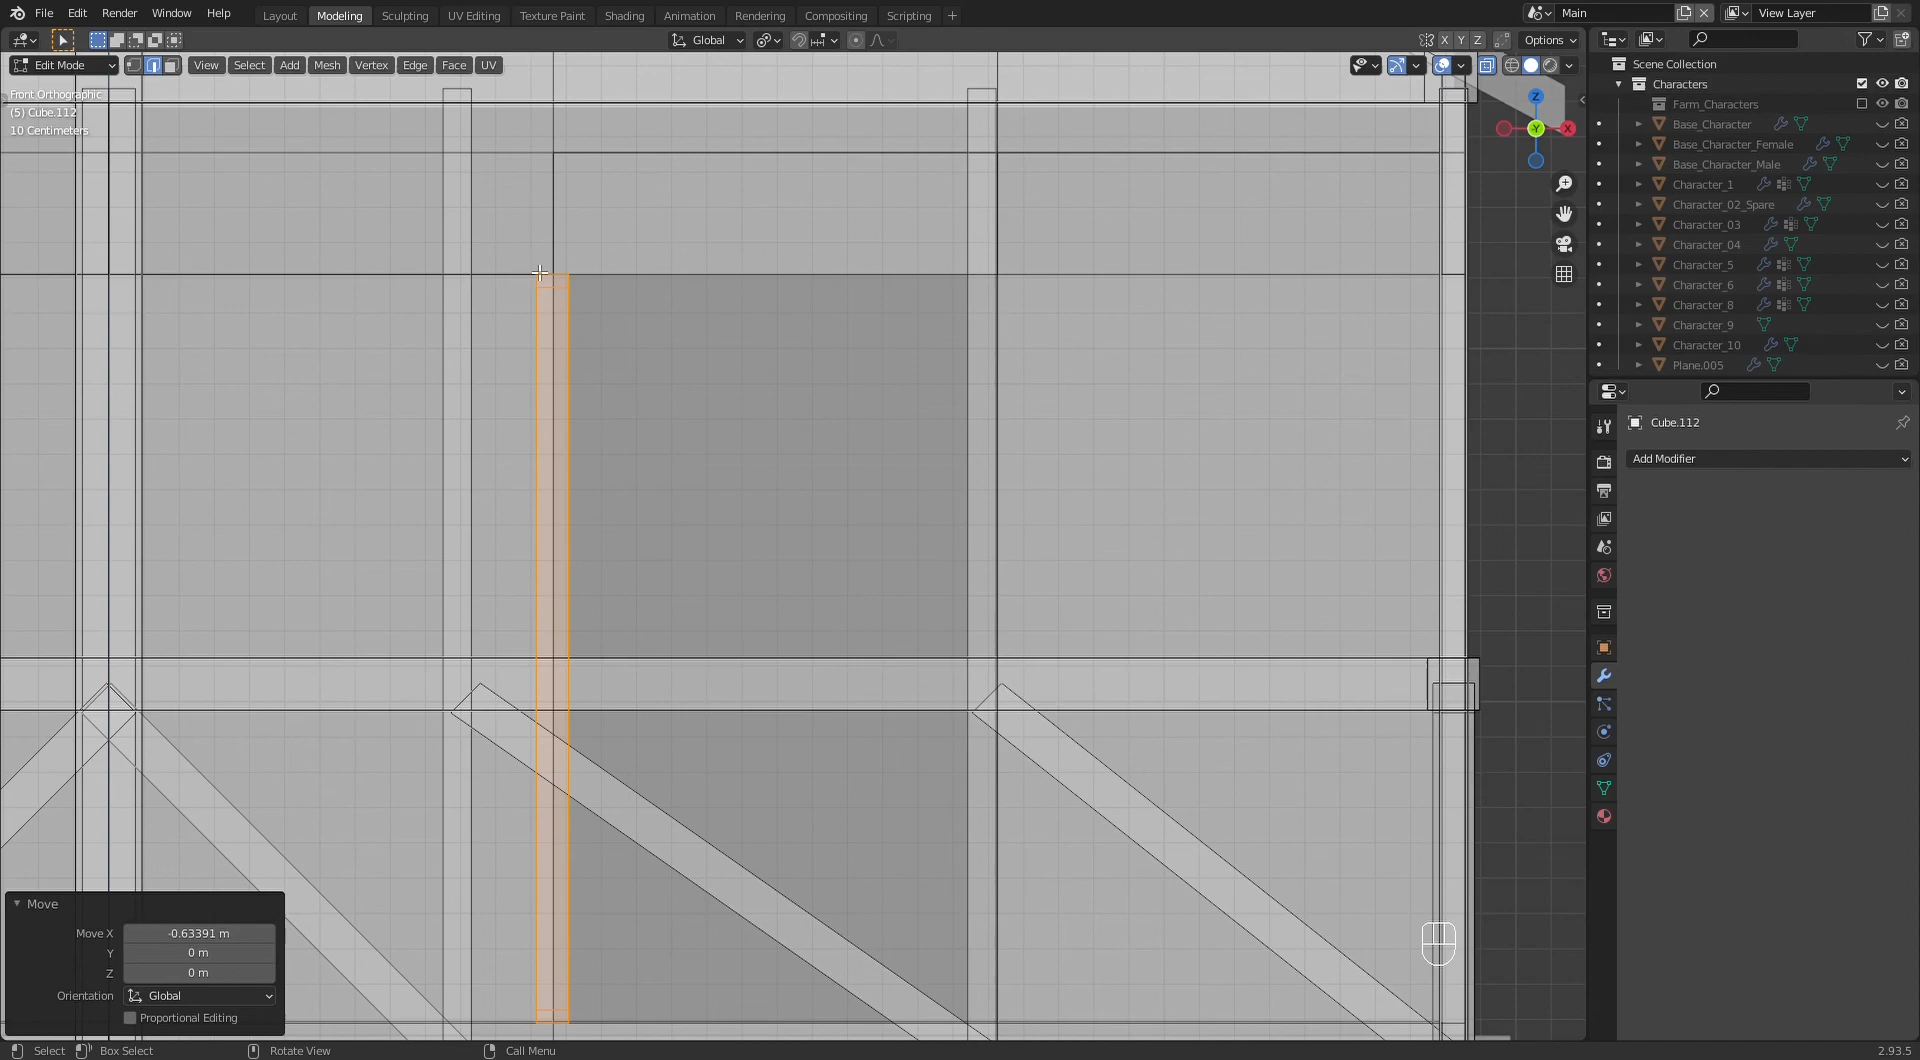 File Edit Render Window Help
Layout Modeling Sculpting UV Editing Texture Paint Shading Animation Rendering Compositing Scripting +
Main
View Layer
Global
X Y Z
Options
Edit Mode
View Select Add Mesh Vertex Edge Face UV
Front Orthographic
(5) Cube.112
10 Centimeters
Z
Y
X
Scene Collection
Characters
Farm_Characters
Base_Character
Base_Character_Female
Base_Character_Male
Character_1
Character_02_Spare
Character_03
Character_04
Character_5
Character_6
Character_8
Character_9
Character_10
Plane.005
Cube.112
Add Modifier
Move
Move X -0.63391 m
Y 0 m
Z 0 m
Orientation Global
Proportional Editing
Select Box Select Rotate View Call Menu
2.93.5